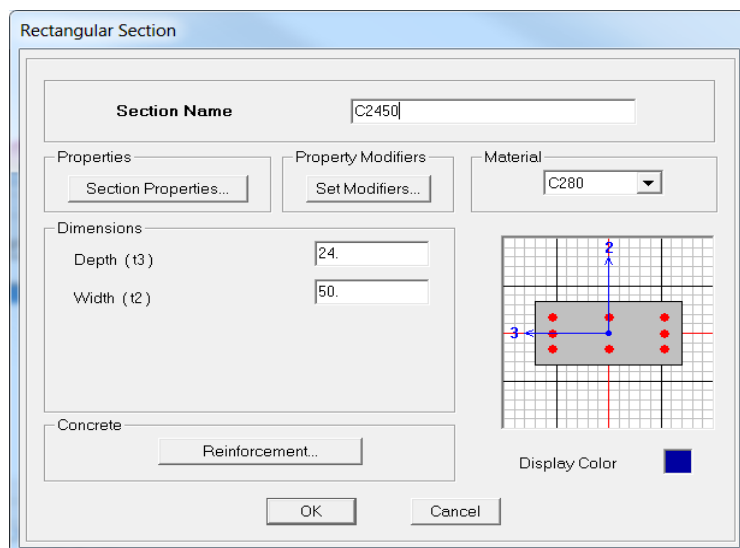 Rectangular Section
Section Name C2450
Properties Property Modifiers Material
Section Properties... Set Modifiers... C280
Dimensions
Depth ( t3 ) 24.
Width ( t2 ) 50.
2
3
Concrete
Reinforcement...
Display Color
OK Cancel